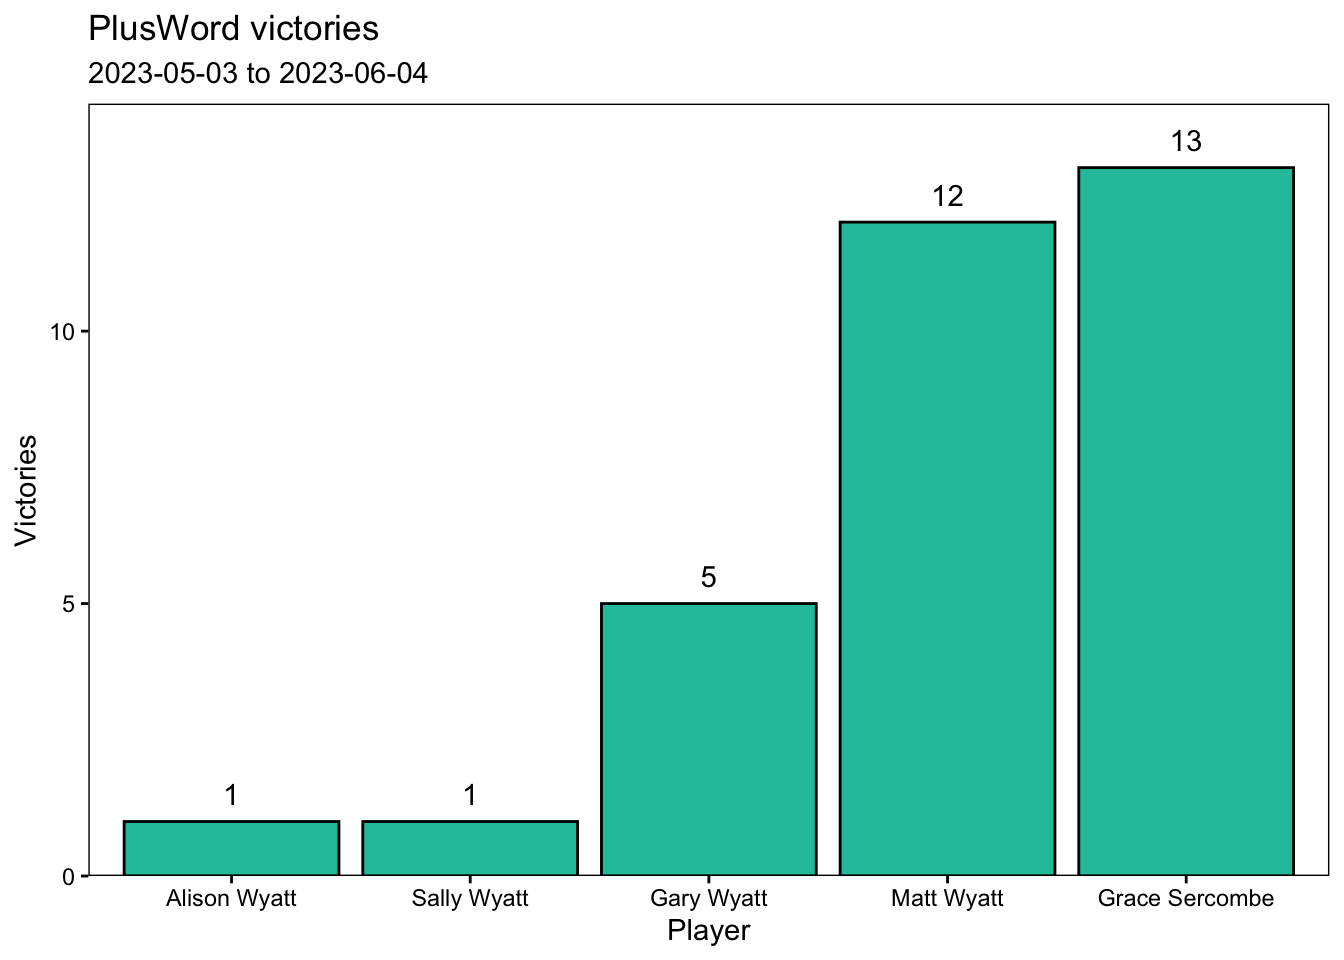 PlusWord victories
2023-05-03 to 2023-06-04
13
12
10
Victories
5
5
1
1
0
Alison Wyatt
Sally Wyatt
Gary Wyatt
Matt Wyatt
Grace Sercombe
Player